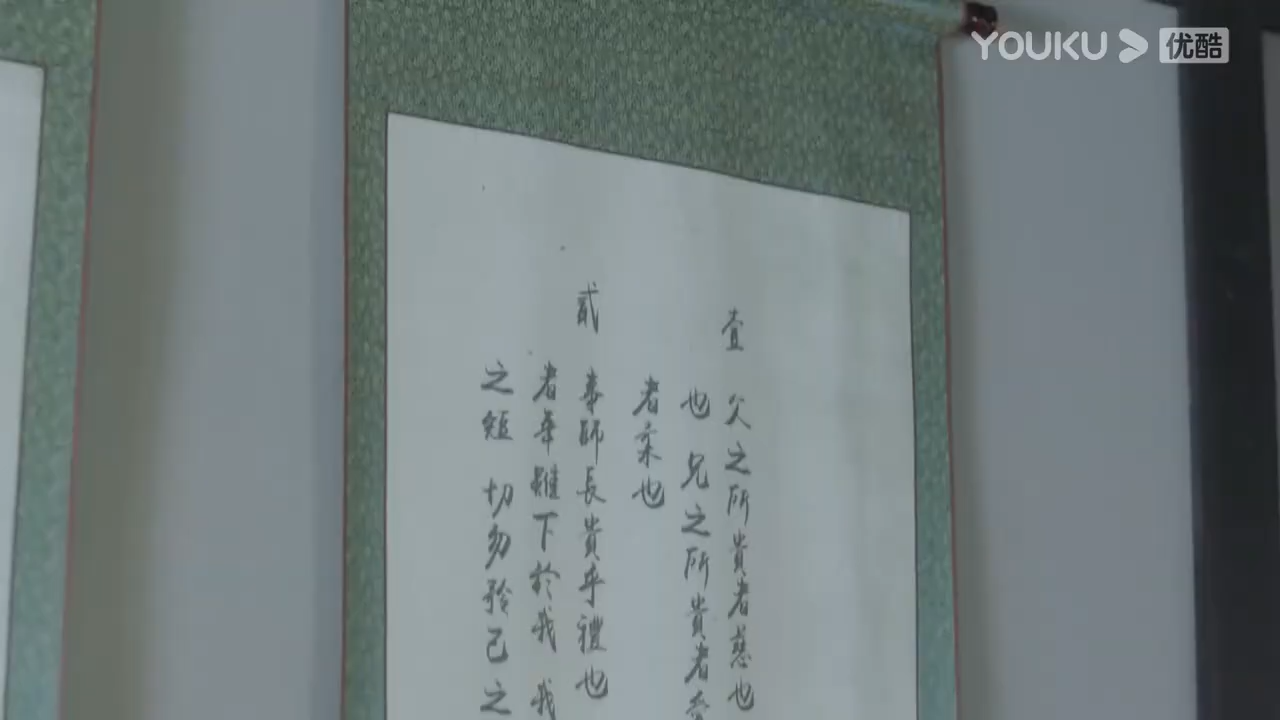 YOUKU 优酷
壹 父之所貴者慈也
也 兄之所貴者
者柔也
貳 事師長貴乎禮也
者年雖下於我 我
之短 切勿矜己之